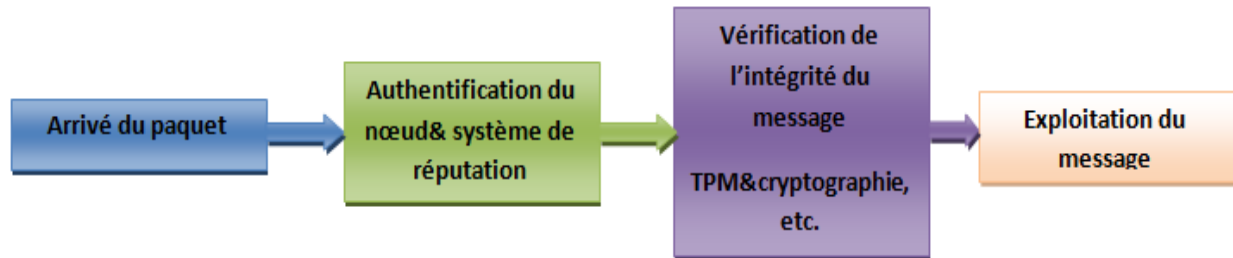 Arrivé du paquet
Authentification du
nœud& système de
réputation
Vérification de
l'intégrité du
message
TPM&cryptographie,
etc.
Exploitation du
message